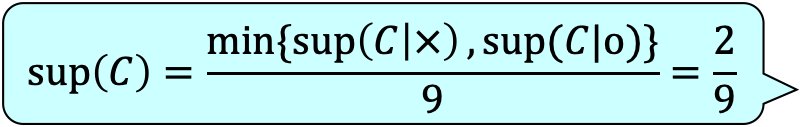 sup(C) = min{sup(C|×) , sup(C|o)} / 9 = 2/9